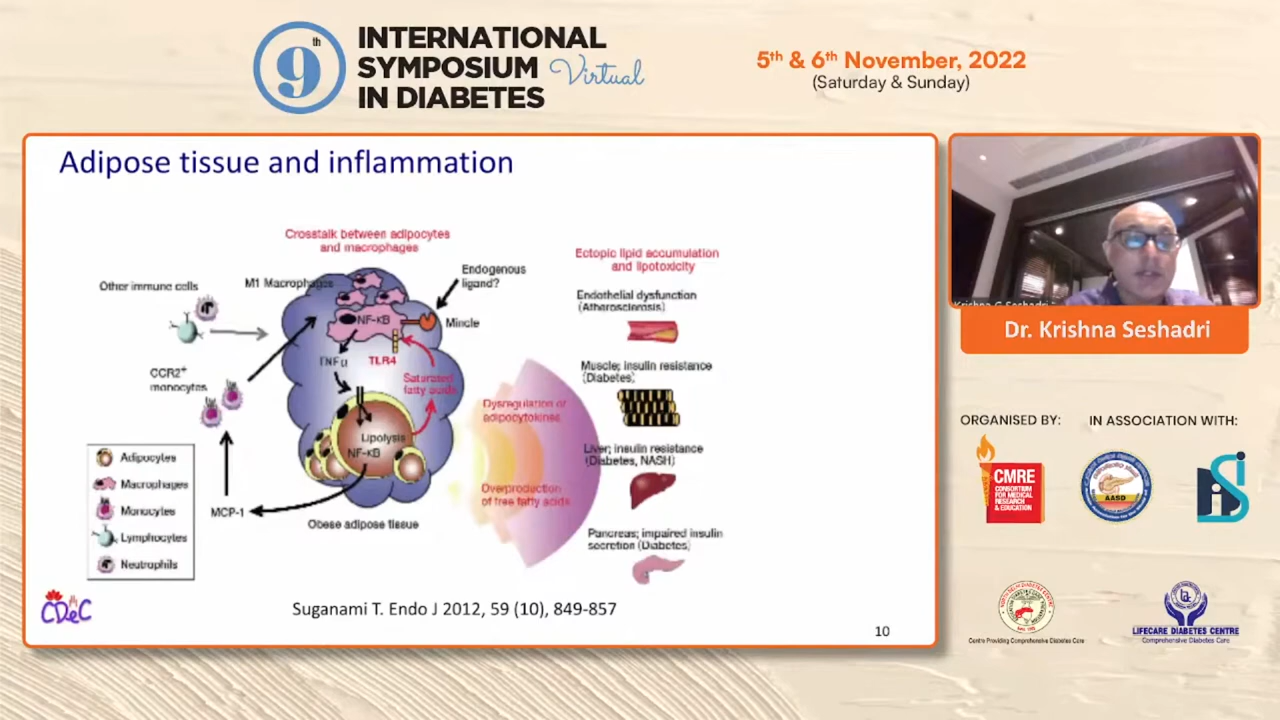 9th
INTERNATIONAL
SYMPOSIUM Virtual
IN DIABETES
5th & 6th November, 2022
(Saturday & Sunday)
Adipose tissue and inflammation
Crosstalk between adipocytes
and macrophages
Other immune cells
M1 Macrophages
Endogenous
ligand?
NF-κB
Mincle
TNFα
TLR4
CCR2+
monocytes
Saturated
fatty acids
Lipolysis
NF-κB
MCP-1
Obese adipose tissue
Adipocytes
Macrophages
Monocytes
Lymphocytes
Neutrophils
Dysregulation of
adipocytokines
Overproduction
of free fatty acids
Ectopic lipid accumulation
and lipotoxicity
Endothelial dysfunction
(Atherosclerosis)
Muscle; insulin resistance
(Diabetes)
Liver; insulin resistance
(Diabetes, NASH)
Pancreas; impaired insulin
secretion (Diabetes)
CDeC
Suganami T. Endo J 2012, 59 (10), 849-857
10
Krishna G Seshadri
Dr. Krishna Seshadri
ORGANISED BY:
IN ASSOCIATION WITH:
CMRE
CONSORTIUM
FOR MEDICAL
RESEARCH
& EDUCATION
AASD
Centre Providing Comprehensive Diabetes Care
LIFECARE DIABETES CENTRE
Comprehensive Diabetes Care